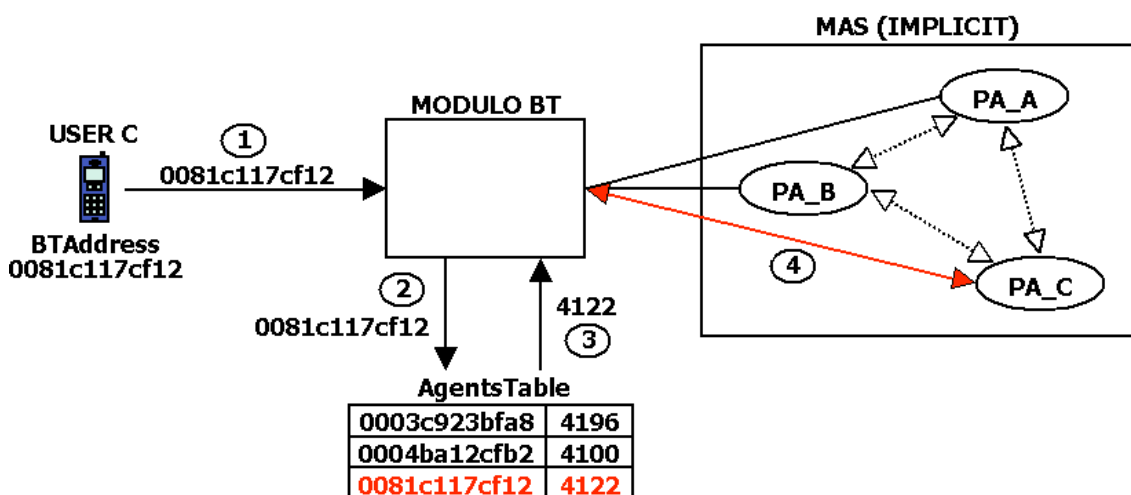 MAS (IMPLICIT)
PA_A
MODULO BT
USER C
1
0081c117cf12
PA_B
BTAddress
0081c117cf12
4
2
PA_C
0081c117cf12
4122
3
AgentsTable
0003c923bfa8 4196
0004ba12cfb2 4100
0081c117cf12 4122